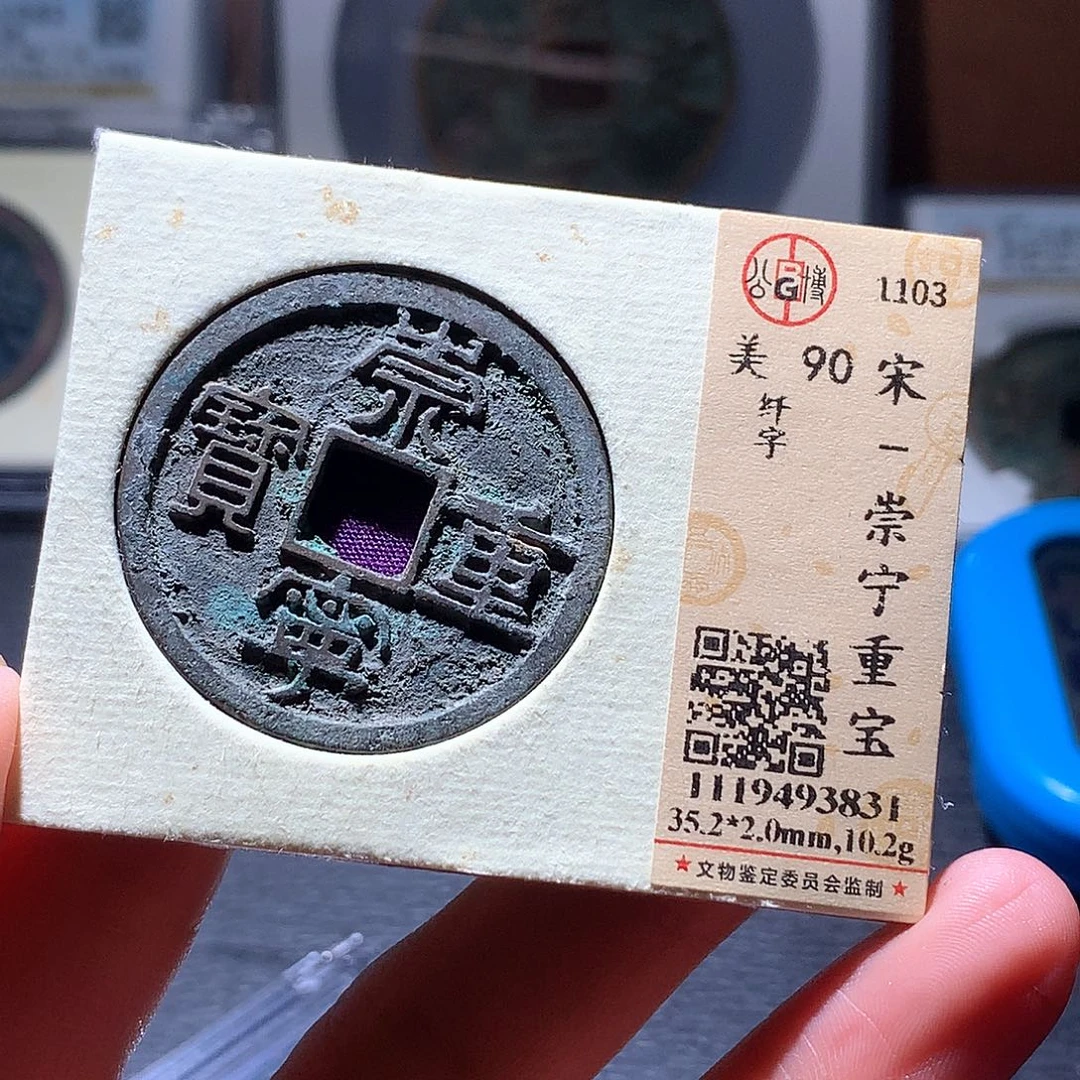 崇寧重寶
公博
BG
1103
美 90
纤字
宋一崇宁重宝
1119493831
35.2*2.0mm,10.2g
★文物鉴定委员会监制★